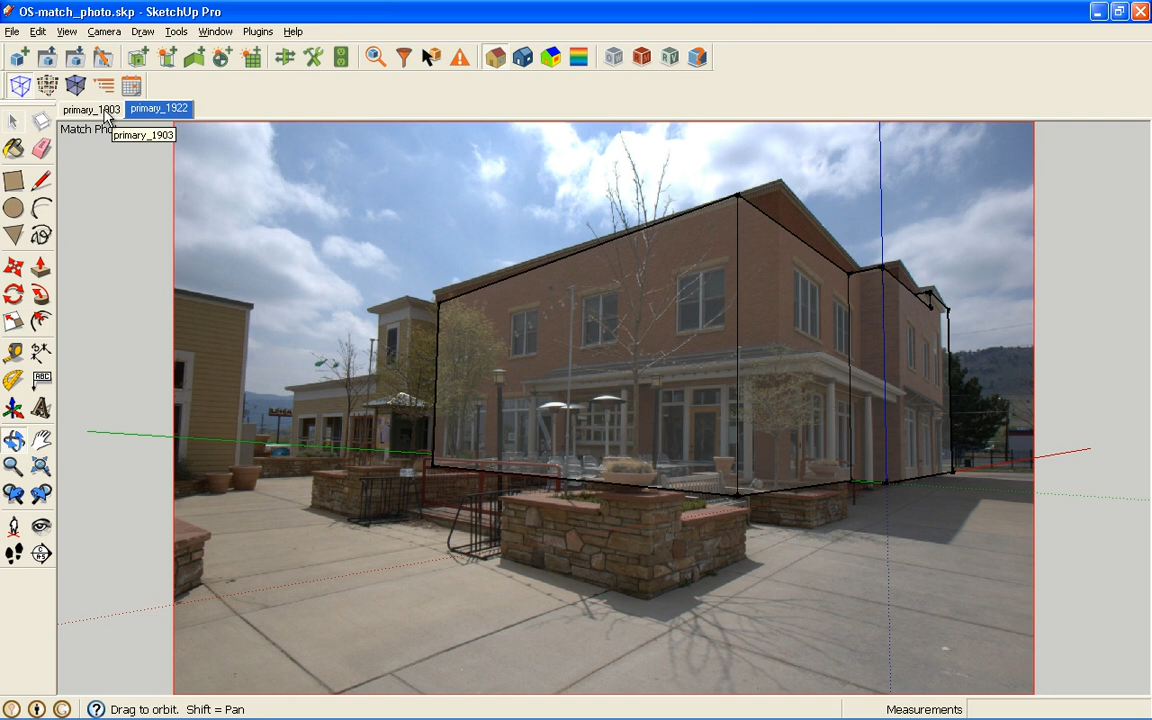 OS-match_photo.skp - SketchUp Pro
File Edit View Camera Draw Tools Window Plugins Help
primary_1903 primary_1922
Match Pho
primary_1903
ABC
Drag to orbit. Shift = Pan
Measurements